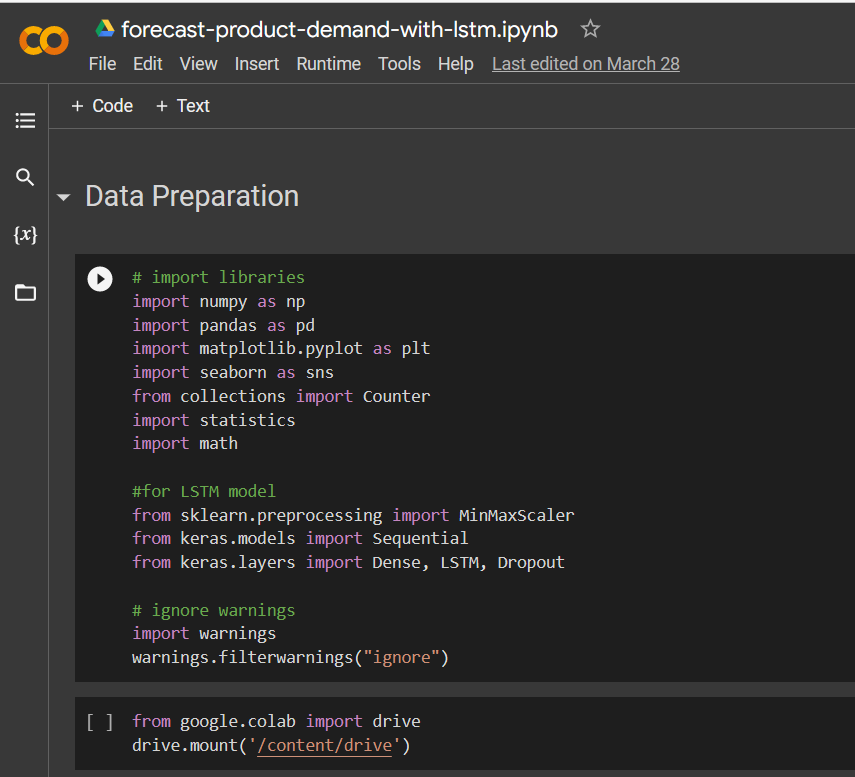 forecast-product-demand-with-lstm.ipynb
File Edit View Insert Runtime Tools Help Last edited on March 28
+ Code + Text
{x}
Data Preparation
# import libraries
import numpy as np
import pandas as pd
import matplotlib.pyplot as plt
import seaborn as sns
from collections import Counter
import statistics
import math
#for LSTM model
from sklearn.preprocessing import MinMaxScaler
from keras.models import Sequential
from keras.layers import Dense, LSTM, Dropout
# ignore warnings
import warnings
warnings.filterwarnings("ignore")
[ ] from google.colab import drive
drive.mount('/content/drive')